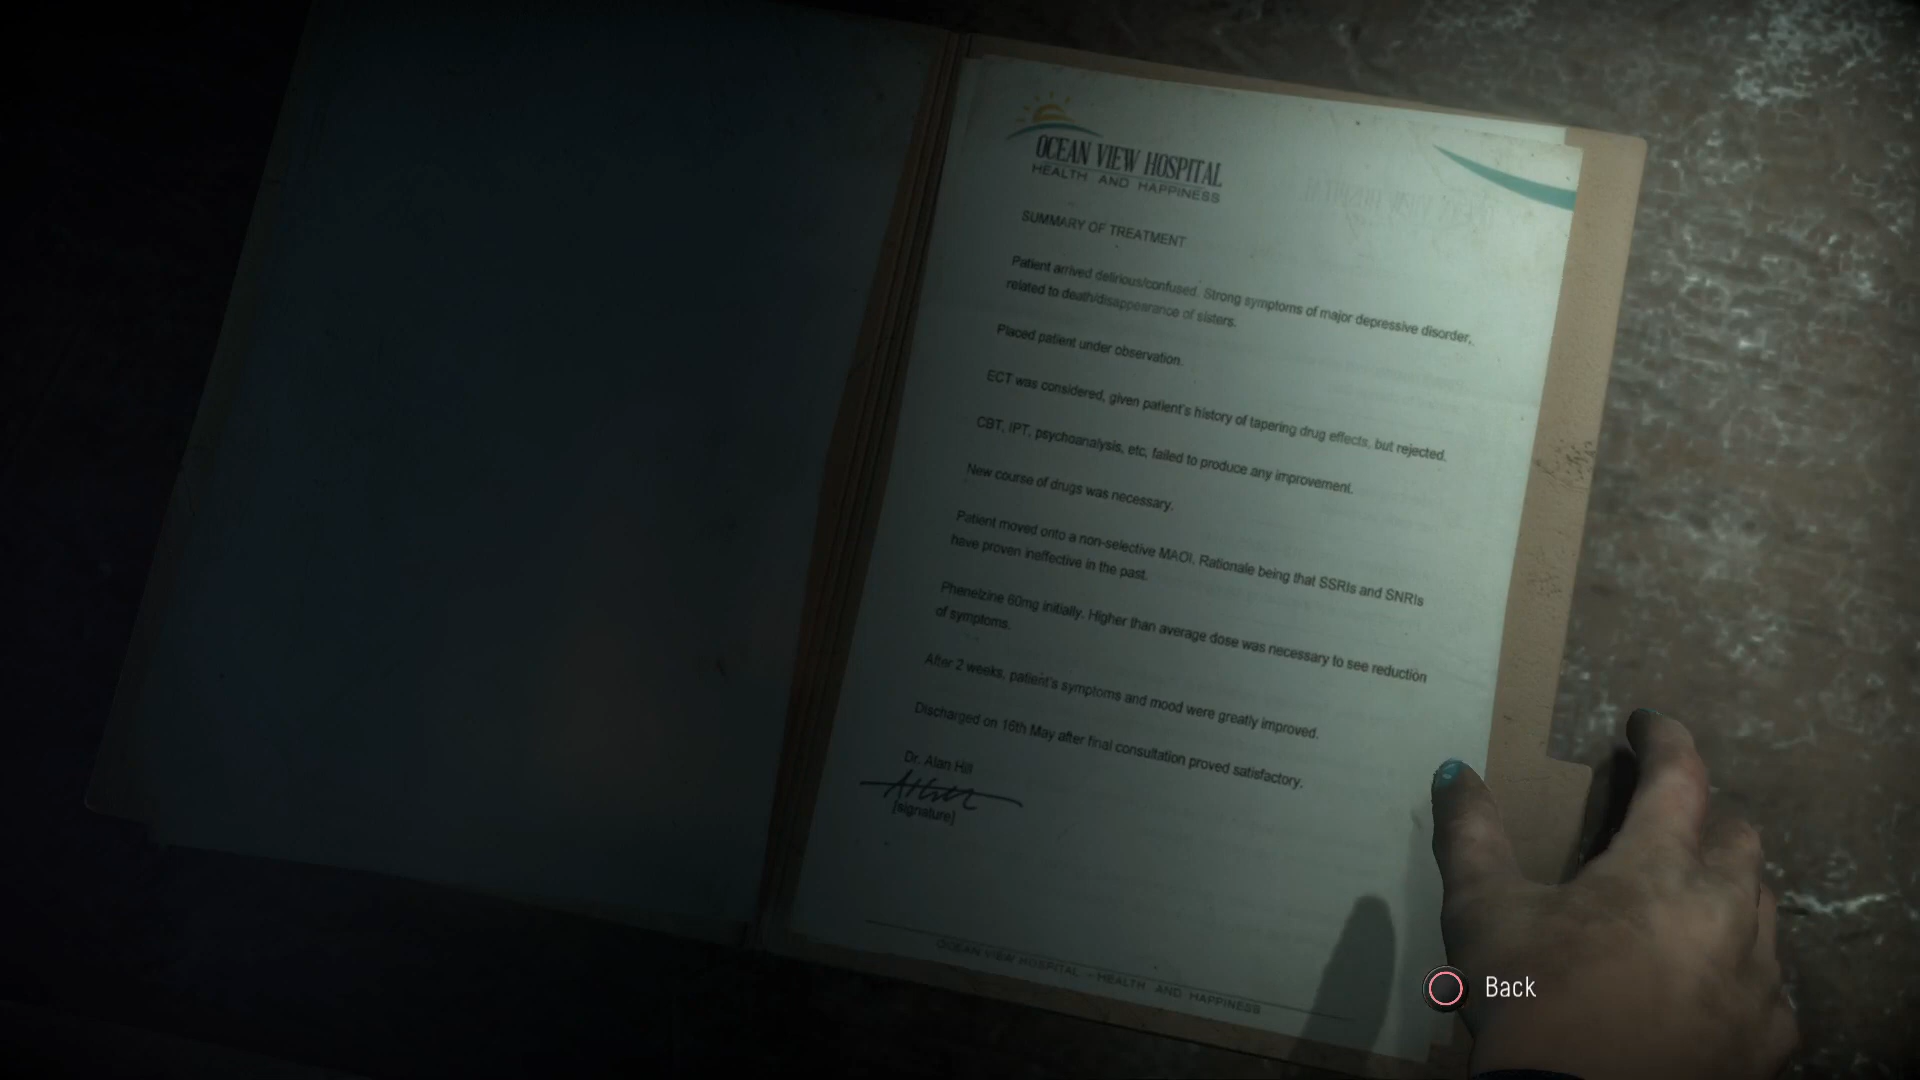 OCEAN VIEW HOSPITAL
HEALTH AND HAPPINESS
SUMMARY OF TREATMENT
Patient arrived delirious/confused. Strong symptoms of major depressive disorder,
related to death/disappearance of sisters.
Placed patient under observation.
ECT was considered, given patient's history of tapering drug effects, but rejected.
CBT, IPT, psychoanalysis, etc, failed to produce any improvement.
New course of drugs was necessary.
Patient moved onto a non-selective MAOI, Rationale being that SSRIs and SNRIs
have proven ineffective in the past.
Phenelzine 60mg initially. Higher than average dose was necessary to see reduction
of symptoms.
After 2 weeks, patient's symptoms and mood were greatly improved.
Discharged on 16th May after final consultation proved satisfactory.
Dr. Alan Hill
AHill
[signature]
OCEAN VIEW HOSPITAL - HEALTH AND HAPPINESS
Back